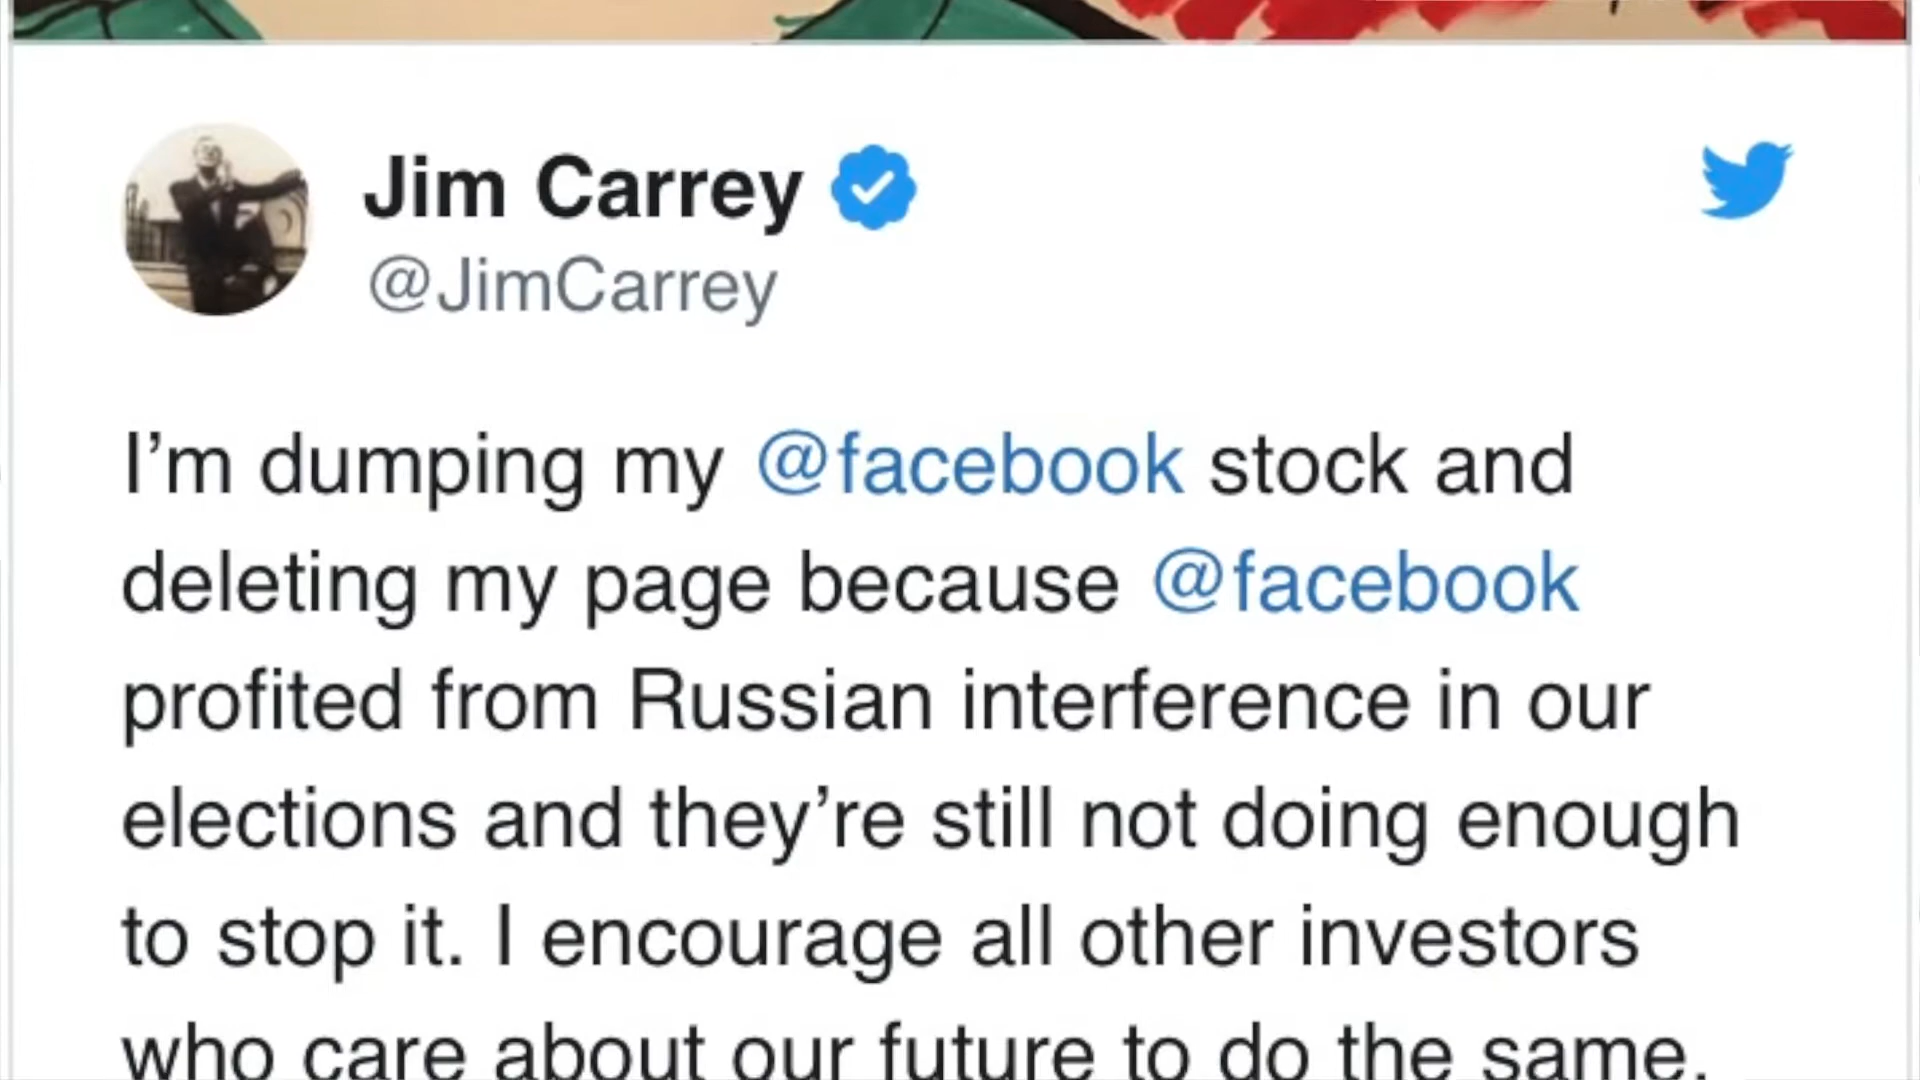 Jim Carrey
@JimCarrey
I’m dumping my @facebook stock and
deleting my page because @facebook
profited from Russian interference in our
elections and they’re still not doing enough
to stop it. I encourage all other investors
who care about our future to do the same.